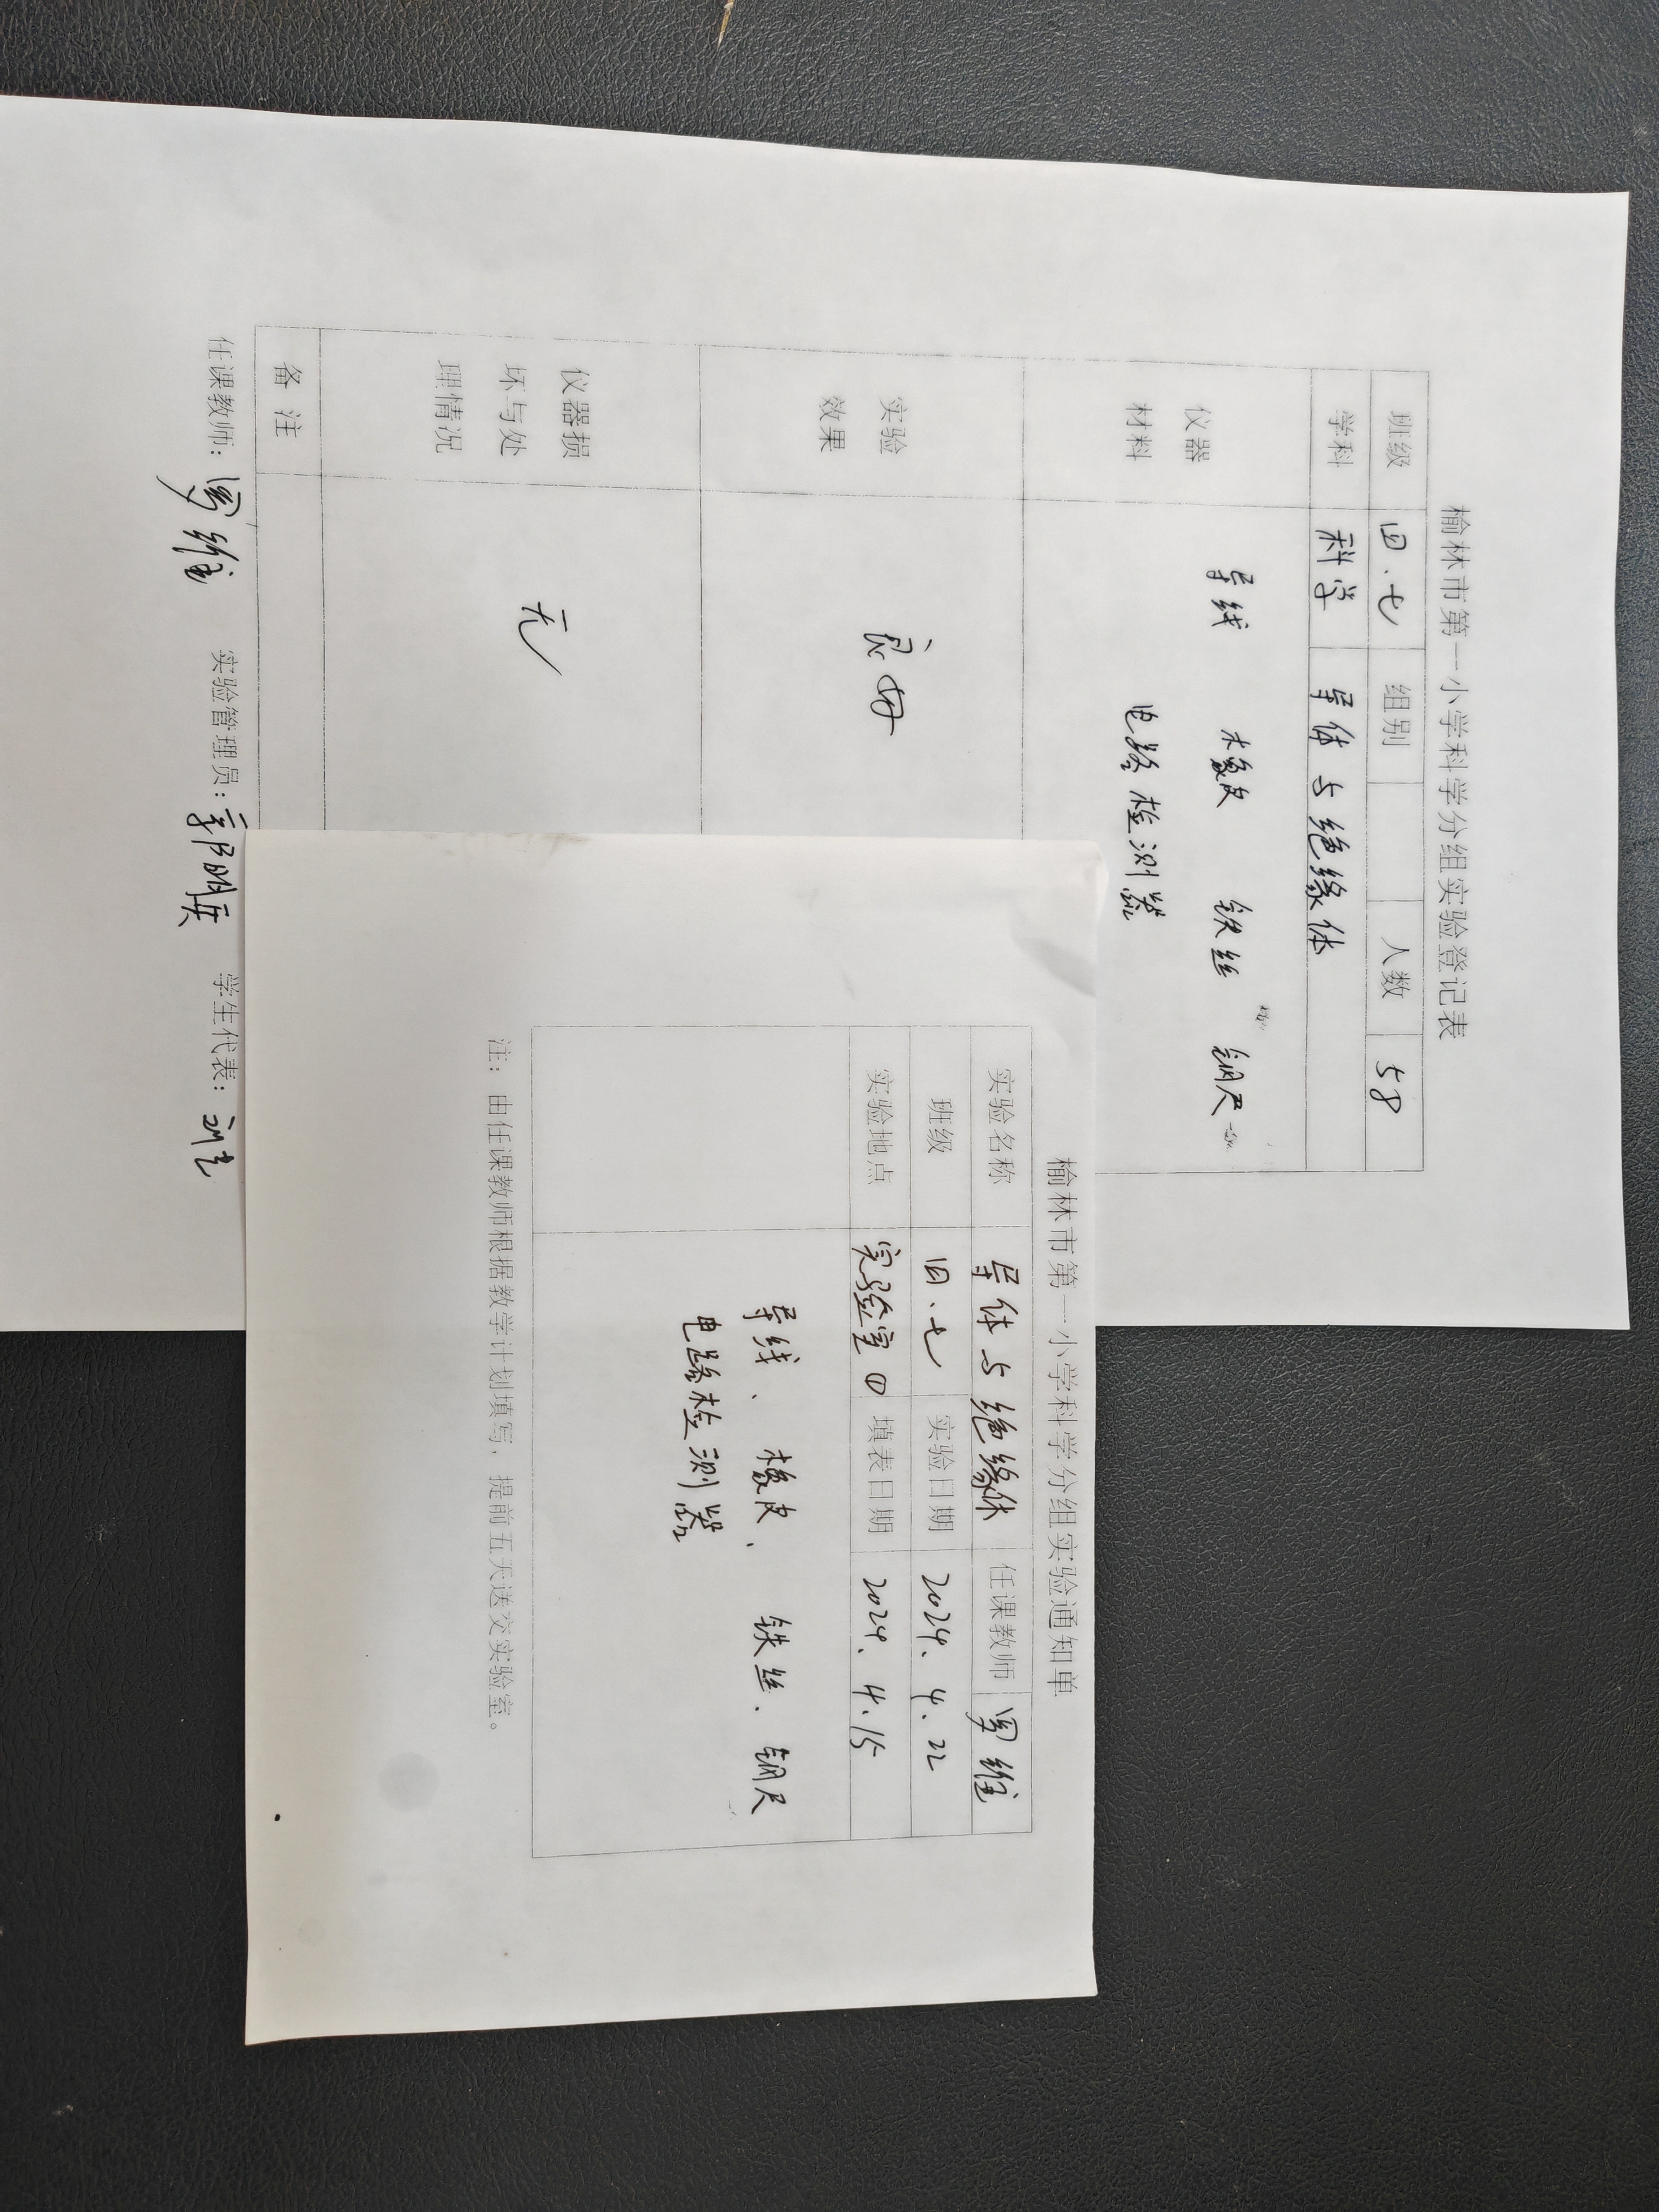 榆林市第一小学科学分组实验登记表
班级 四.七 组别 人数 58
学科 科学 导体与绝缘体
仪器材料 导线 橡皮 铁丝 钢尺
电路检测器
实验效果 良好
仪器损坏与处理情况 无
备注
任课教师: 实验管理员: 学生代表:
榆林市第一小学科学分组实验通知单
实验名称 导体与绝缘体 任课教师
班级 四.七 实验日期 2024.4.22
实验地点 实验室① 填表日期 2024.4.15
导线、橡皮、铁丝、钢尺
电路检测器
注：由任课教师根据教学计划填写，提前五天送交实验室。